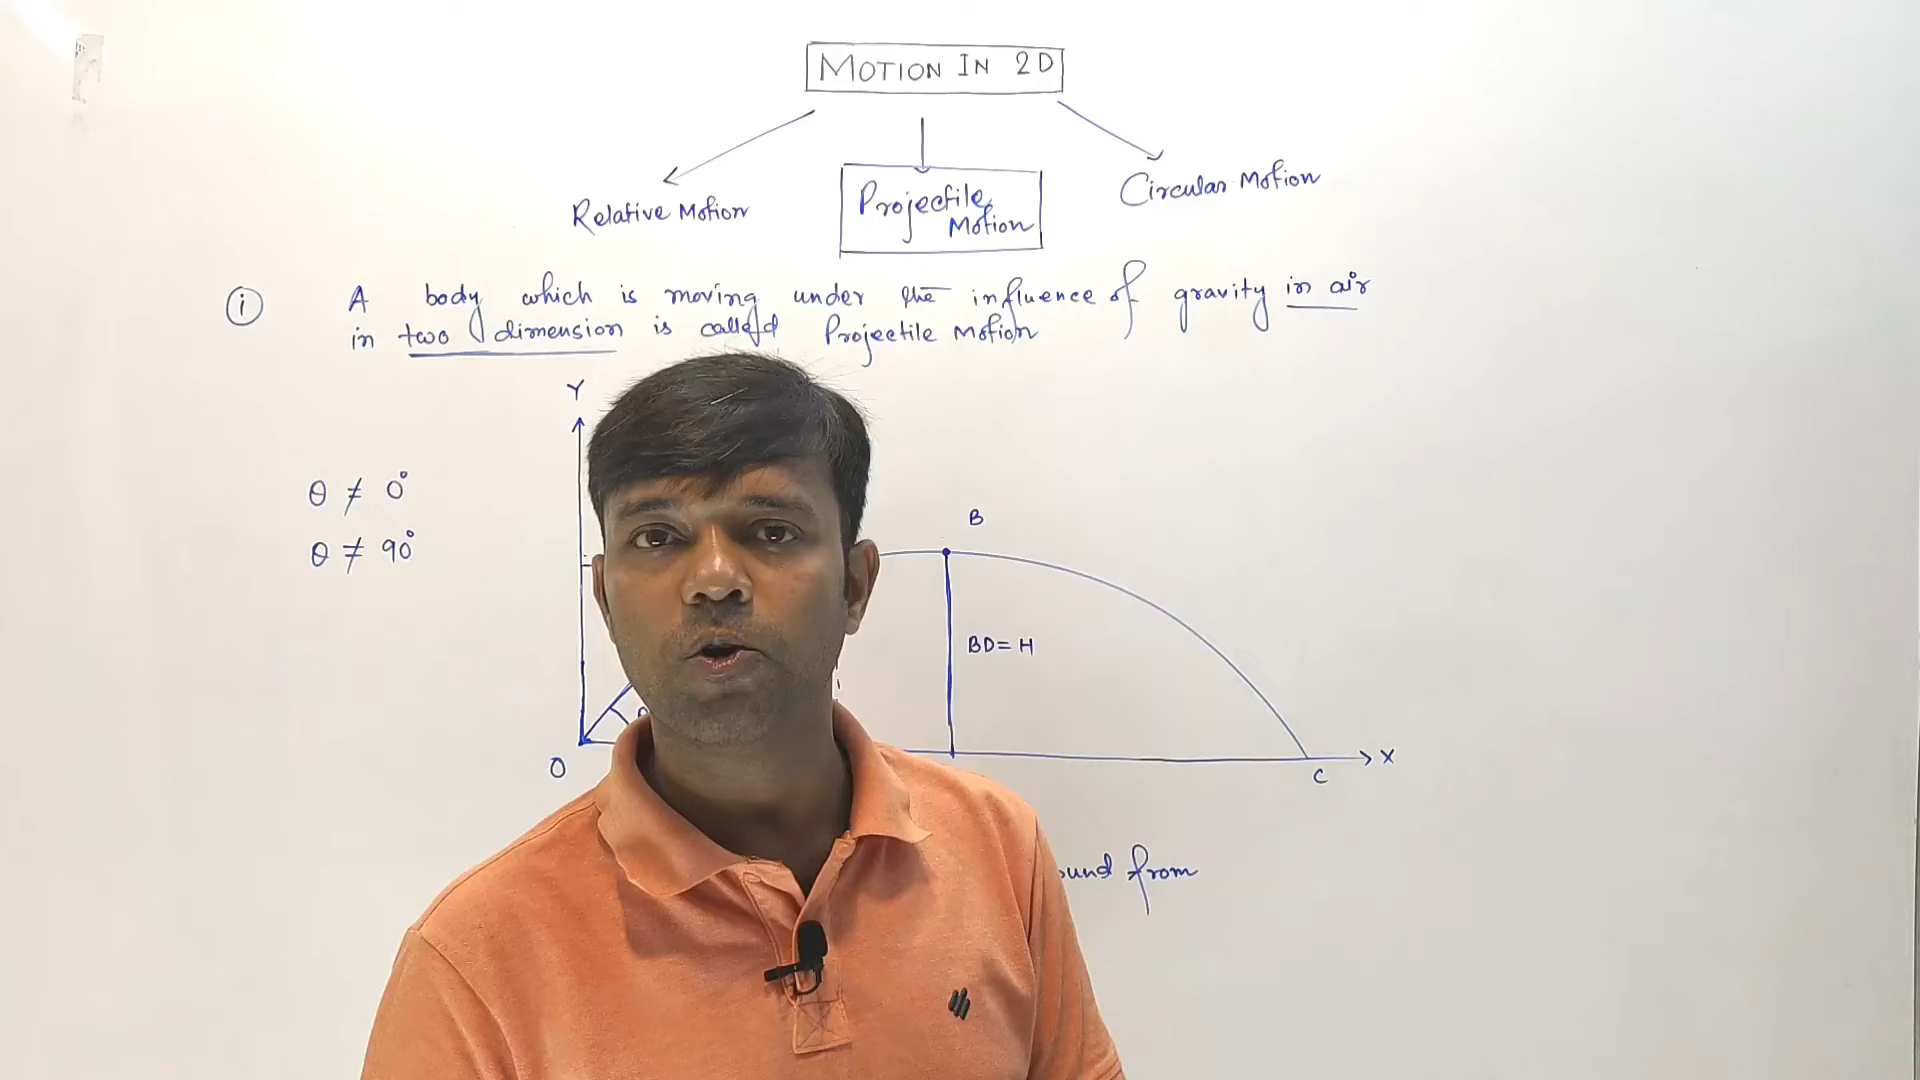 MOTION IN 2D
Relative Motion
Projectile
Motion
Circular Motion
i A body which is moving under the influence of gravity in air
in two dimension is called Projectile Motion
Y
θ ≠ 0°
θ ≠ 90°
B
BD = H
O
C
X
from